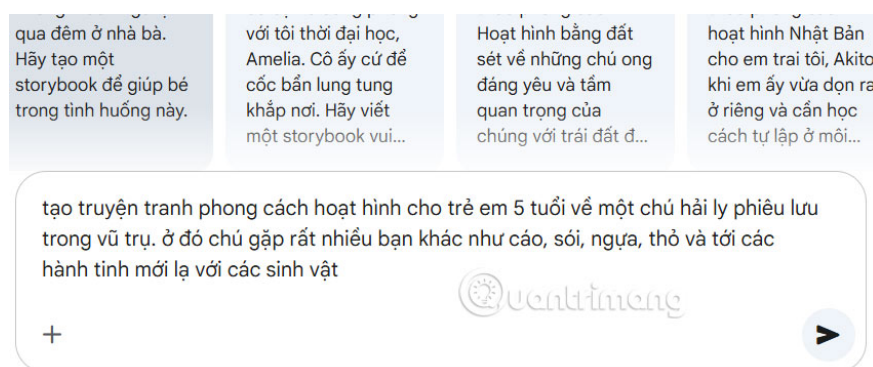 qua đêm ở nhà bà.
Hãy tạo một
storybook để giúp bé
trong tình huống này.
với tôi thời đại học,
Amelia. Cô ấy cứ để
cốc bẩn lung tung
khắp nơi. Hãy viết
một storybook vui...
Hoạt hình bằng đất
sét về những chú ong
đáng yêu và tầm
quan trọng của
chúng với trái đất đ...
hoạt hình Nhật Bản
cho em trai tôi, Akito
khi em ấy vừa dọn ra
ở riêng và cần học
cách tự lập ở môi...
tạo truyện tranh phong cách hoạt hình cho trẻ em 5 tuổi về một chú hải ly phiêu lưu
trong vũ trụ. ở đó chú gặp rất nhiều bạn khác như cáo, sói, ngựa, thỏ và tới các
hành tinh mới lạ với các sinh vật
Quantrimang